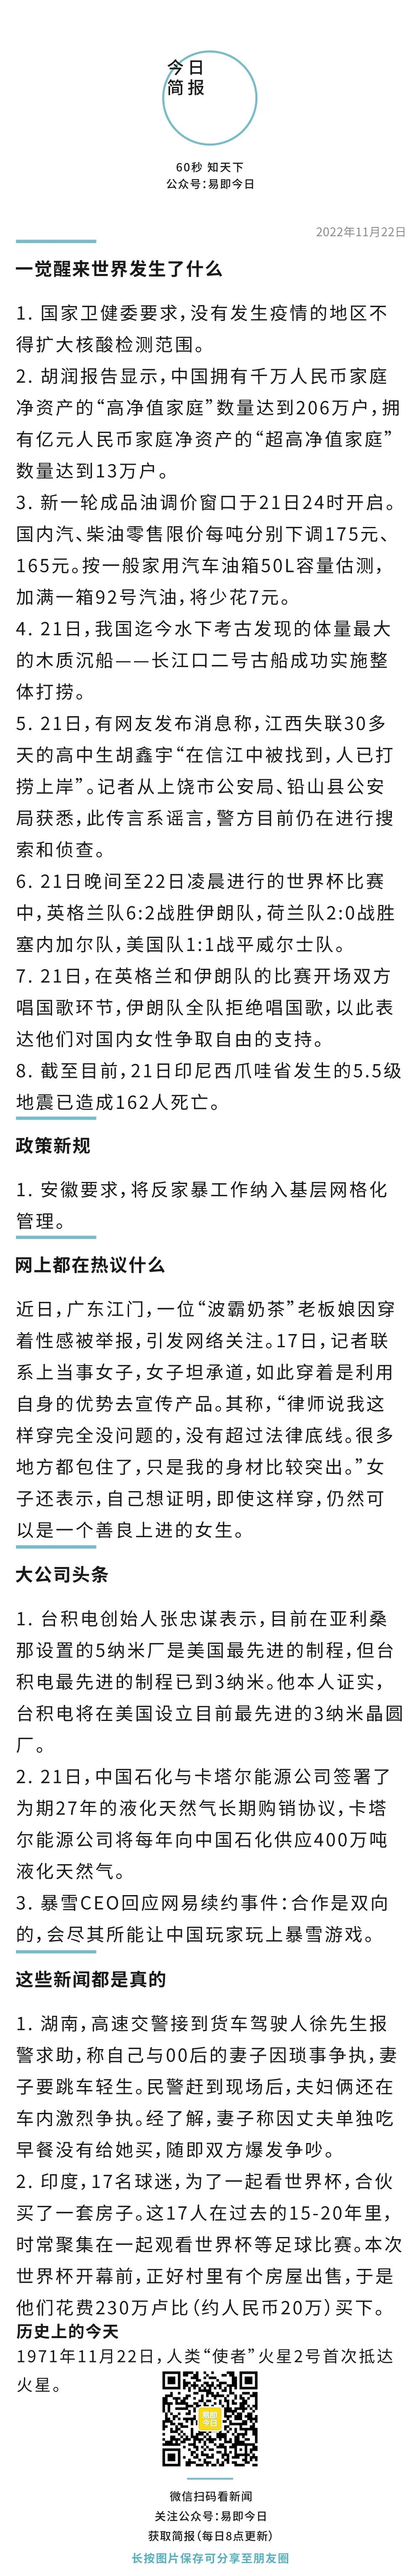 今日
简报
60秒 知天下
公众号：易即今日
2022年11月22日
一觉醒来世界发生了什么
1. 国家卫健委要求，没有发生疫情的地区不
得扩大核酸检测范围。
2. 胡润报告显示，中国拥有千万人民币家庭
净资产的“高净值家庭”数量达到206万户，拥
有亿元人民币家庭净资产的“超高净值家庭”
数量达到13万户。
3. 新一轮成品油调价窗口于21日24时开启。
国内汽、柴油零售限价每吨分别下调175元、
165元。按一般家用汽车油箱50L容量估测，
加满一箱92号汽油，将少花7元。
4. 21日，我国迄今水下考古发现的体量最大
的木质沉船——长江口二号古船成功实施整
体打捞。
5. 21日，有网友发布消息称，江西失联30多
天的高中生胡鑫宇“在信江中被找到，人已打
捞上岸”。记者从上饶市公安局、铅山县公安
局获悉，此传言系谣言，警方目前仍在进行搜
索和侦查。
6. 21日晚间至22日凌晨进行的世界杯比赛
中，英格兰队6:2战胜伊朗队，荷兰队2:0战胜
塞内加尔队，美国队1:1战平威尔士队。
7. 21日，在英格兰和伊朗队的比赛开场双方
唱国歌环节，伊朗队全队拒绝唱国歌，以此表
达他们对国内女性争取自由的支持。
8. 截至目前，21日印尼西爪哇省发生的5.5级
地震已造成162人死亡。
政策新规
1. 安徽要求，将反家暴工作纳入基层网格化
管理。
网上都在热议什么
近日，广东江门，一位“波霸奶茶”老板娘因穿
着性感被举报，引发网络关注。17日，记者联
系上当事女子，女子坦承道，如此穿着是利用
自身的优势去宣传产品。其称，“律师说我这
样穿完全没问题的，没有超过法律底线。很多
地方都包住了，只是我的身材比较突出。”女
子还表示，自己想证明，即使这样穿，仍然可
以是一个善良上进的女生。
大公司头条
1. 台积电创始人张忠谋表示，目前在亚利桑
那设置的5纳米厂是美国最先进的制程，但台
积电最先进的制程已到3纳米。他本人证实，
台积电将在美国设立目前最先进的3纳米晶圆
厂。
2. 21日，中国石化与卡塔尔能源公司签署了
为期27年的液化天然气长期购销协议，卡塔
尔能源公司将每年向中国石化供应400万吨
液化天然气。
3. 暴雪CEO回应网易续约事件：合作是双向
的，会尽其所能让中国玩家玩上暴雪游戏。
这些新闻都是真的
1. 湖南，高速交警接到货车驾驶人徐先生报
警求助，称自己与00后的妻子因琐事争执，妻
子要跳车轻生。民警赶到现场后，夫妇俩还在
车内激烈争执。经了解，妻子称因丈夫单独吃
早餐没有给她买，随即双方爆发争吵。
2. 印度，17名球迷，为了一起看世界杯，合伙
买了一套房子。这17人在过去的15-20年里，
时常聚集在一起观看世界杯等足球比赛。本次
世界杯开幕前，正好村里有个房屋出售，于是
他们花费230万卢比（约人民币20万）买下。
历史上的今天
1971年11月22日，人类“使者”火星2号首次抵达
火星。
易即
今日
微信扫码看新闻
关注公众号：易即今日
获取简报（每日8点更新）
长按图片保存可分享至朋友圈